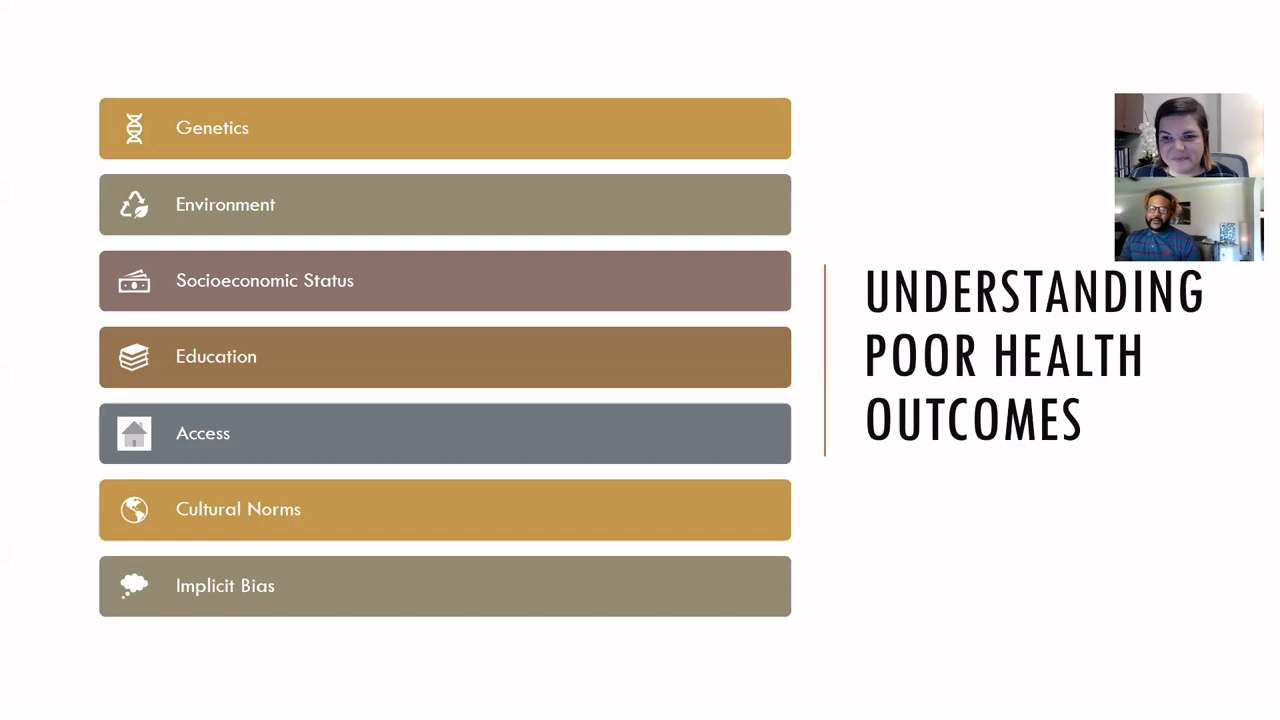 Genetics
Environment
Socioeconomic Status
Education
Access
Cultural Norms
Implicit Bias
UNDERSTANDING
POOR HEALTH
OUTCOMES